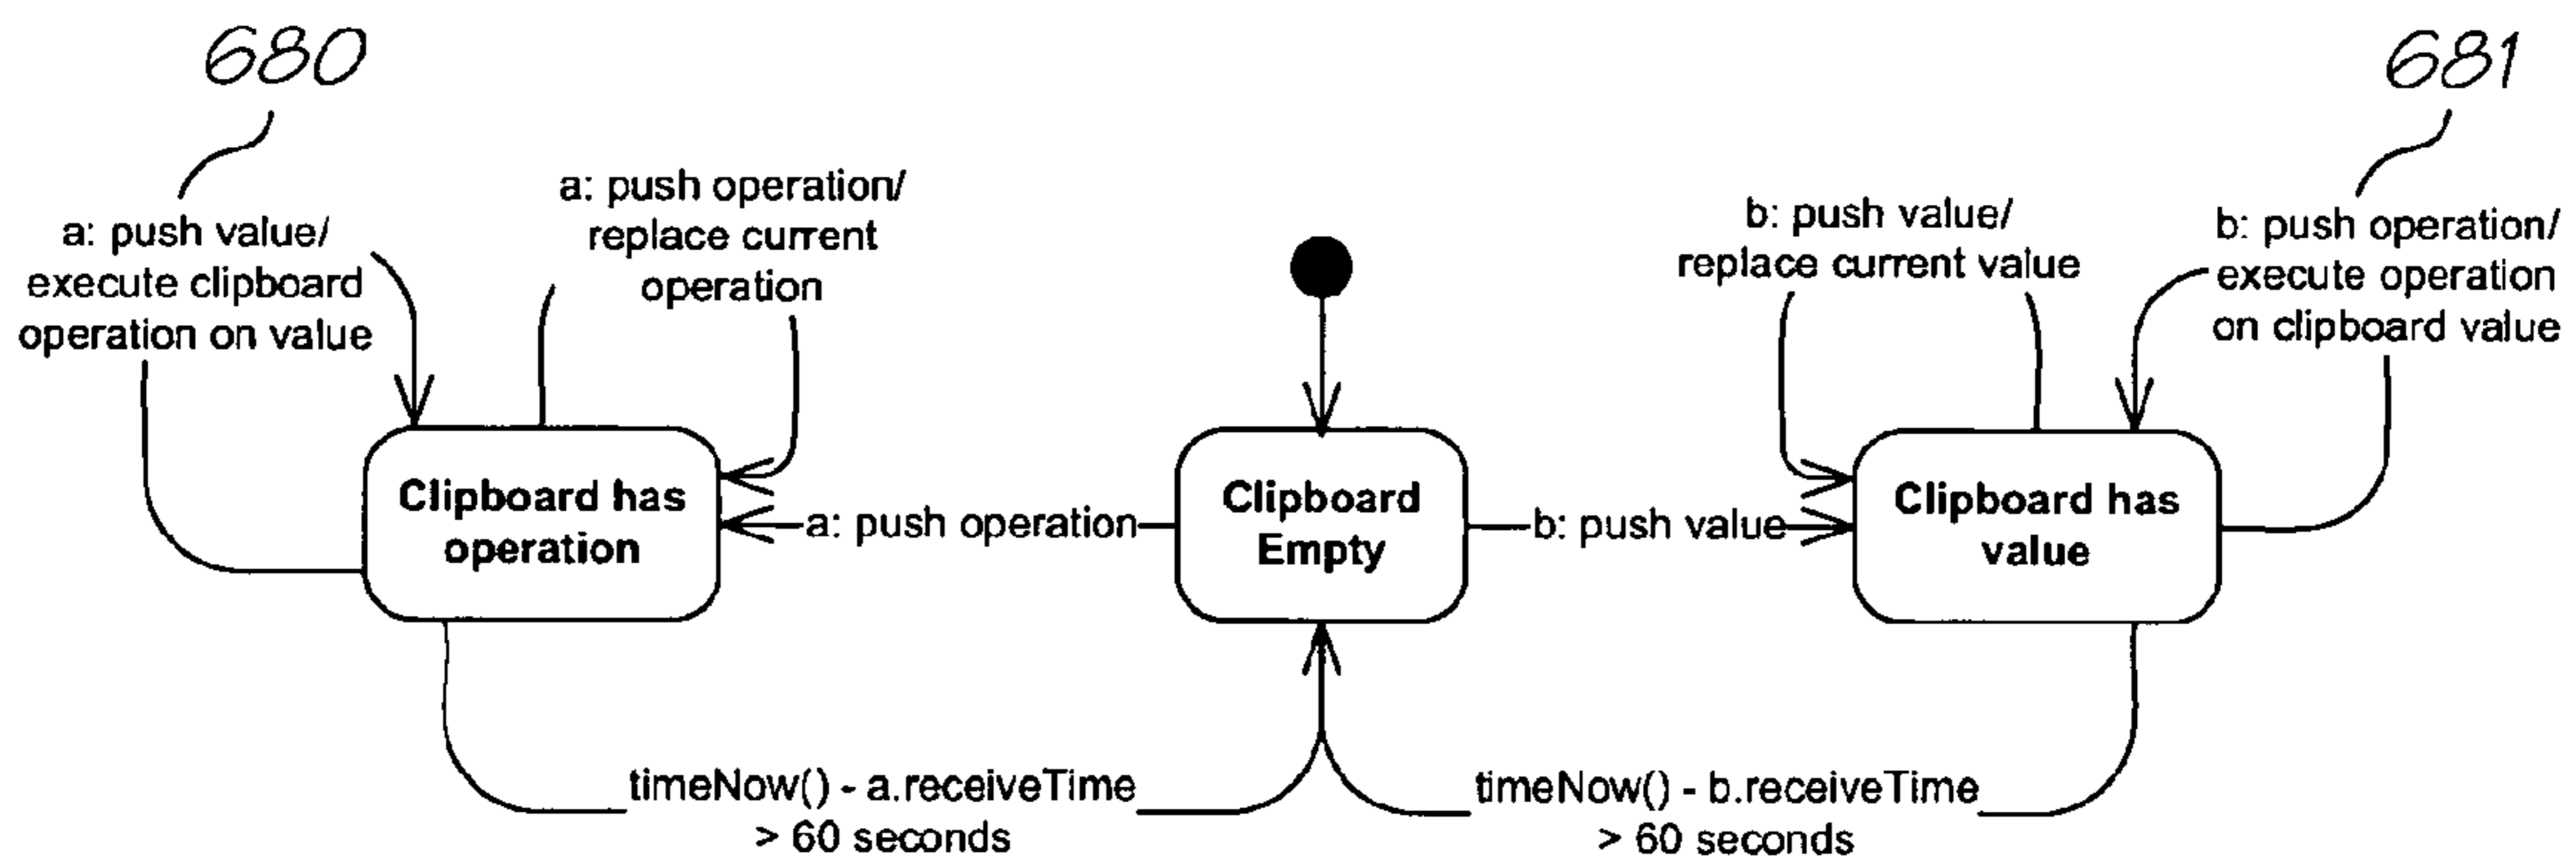 680
681
a: push value/
execute clipboard
operation on value
a: push operation/
replace current
operation
b: push value/
replace current value
b: push operation/
execute operation
on clipboard value
Clipboard has
operation
a: push operation
Clipboard
Empty
b: push value
Clipboard has
value
timeNow() - a.receiveTime
> 60 seconds
timeNow() - b.receiveTime
> 60 seconds